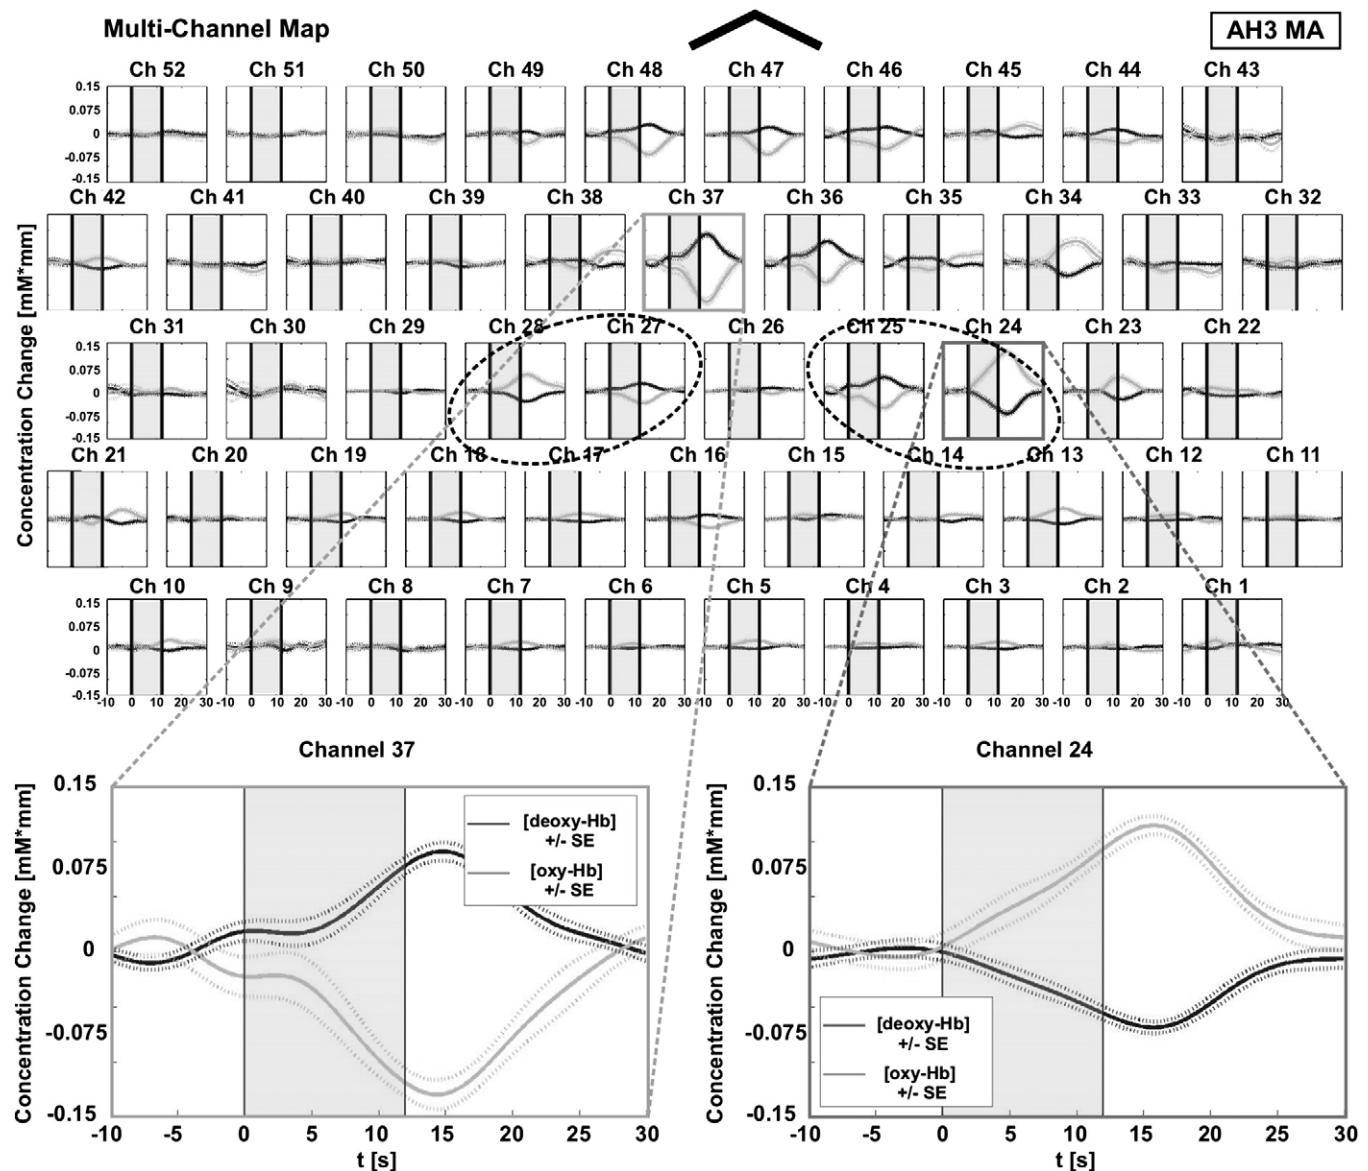 Multi-Channel Map
AH3 MA
Ch 52 Ch 51 Ch 50 Ch 49 Ch 48 Ch 47 Ch 46 Ch 45 Ch 44 Ch 43
0.15
0.075
0
-0.075
-0.15
Ch 42 Ch 41 Ch 40 Ch 39 Ch 38 Ch 37 Ch 36 Ch 35 Ch 34 Ch 33 Ch 32
Concentration Change [mM*mm]
Ch 31 Ch 30 Ch 29 Ch 28 Ch 27 Ch 26 Ch 25 Ch 24 Ch 23 Ch 22
0.15
0.075
0
-0.075
-0.15
Ch 21 Ch 20 Ch 19 Ch 18 Ch 17 Ch 16 Ch 15 Ch 14 Ch 13 Ch 12 Ch 11
Ch 10 Ch 9 Ch 8 Ch 7 Ch 6 Ch 5 Ch 4 Ch 3 Ch 2 Ch 1
0.15
0.075
0
-0.075
-0.15
-10 0 10 20 30 -10 0 10 20 30 -10 0 10 20 30 -10 0 10 20 30 -10 0 10 20 30 -10 0 10 20 30 -10 0 10 20 30 -10 0 10 20 30 -10 0 10 20 30 -10 0 10 20 30
Channel 37
Concentration Change [mM*mm]
0.15
0.075
0
-0.075
-0.15
[deoxy-Hb]
+/- SE
[oxy-Hb]
+/- SE
-10 -5 0 5 10 15 20 25 30
t [s]
Channel 24
Concentration Change [mM*mm]
0.15
0.075
0
-0.075
-0.15
[deoxy-Hb]
+/- SE
[oxy-Hb]
+/- SE
-10 -5 0 5 10 15 20 25 30
t [s]